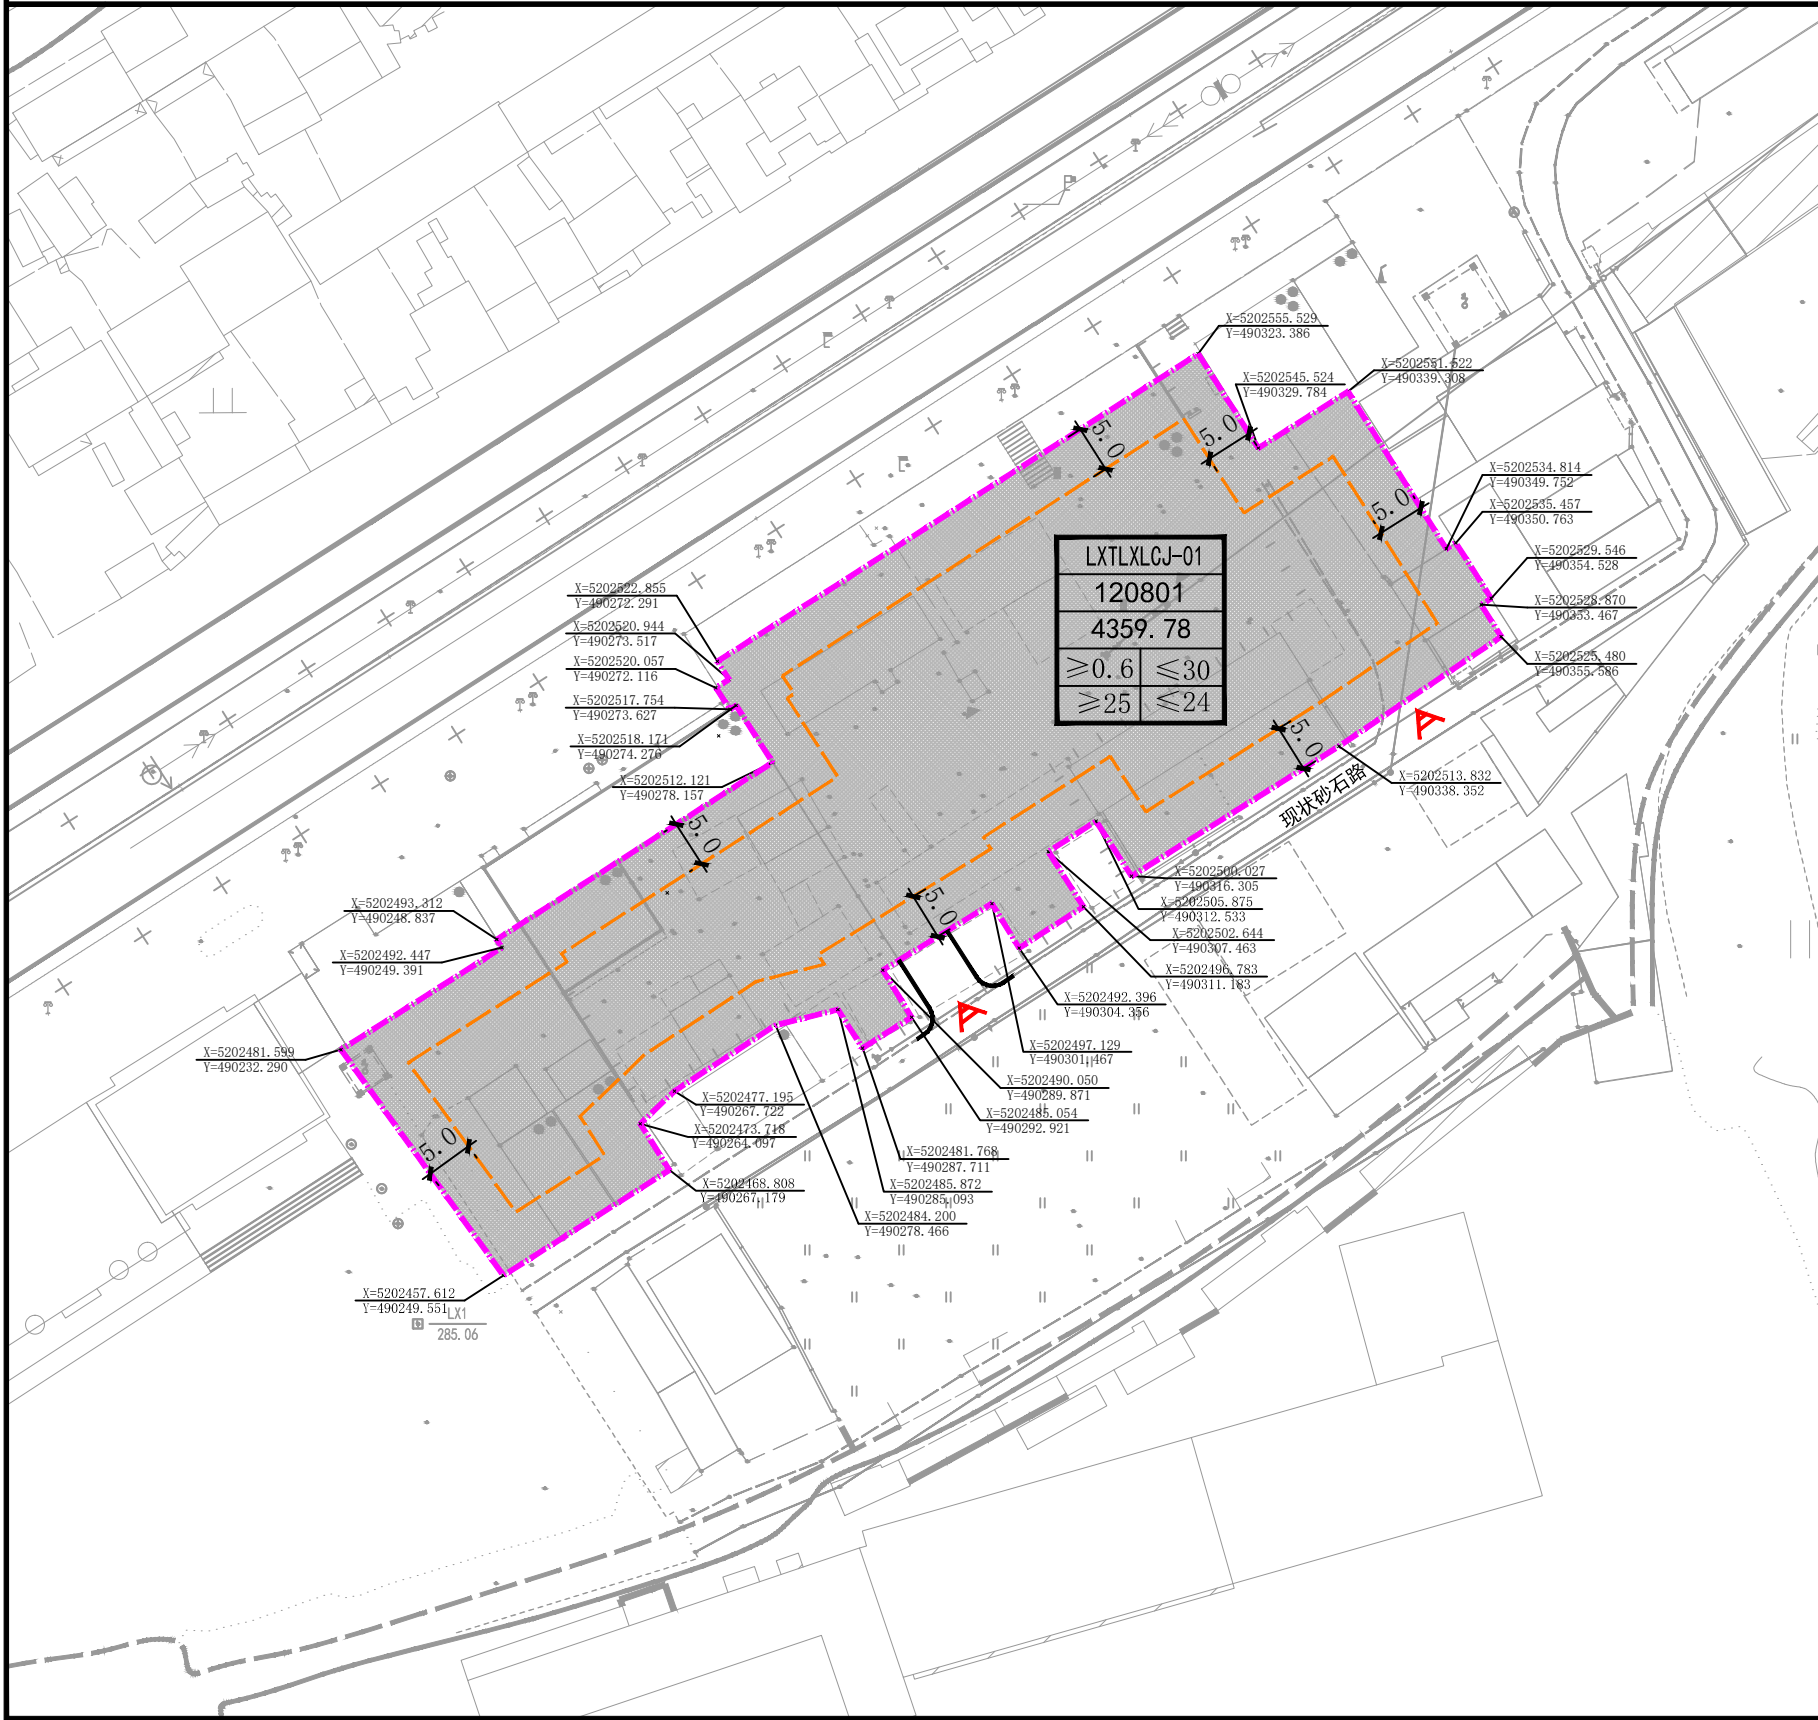 X=5202555.529
Y=490323.386
X=5202551.522
Y=490339.308
X=5202545.524
Y=490329.784
5.0
5.0
X=5202534.814
Y=490349.752
5.0
X=5202535.457
Y=490350.763
LXTLXLCJ-01
120801
4359.78
≥0.6 ≤30
≥25 ≤24
X=5202529.546
Y=490354.528
X=5202522.855
Y=490272.291
X=5202528.870
Y=490353.467
X=5202520.944
Y=490273.517
X=5202525.480
Y=490355.586
X=5202520.057
Y=490272.116
X=5202517.754
Y=490273.627
A
X=5202518.171
Y=490274.276
5.0
X=5202512.121
Y=490278.157
X=5202513.832
Y=490338.352
现状砂石路
5.0
X=5202500.027
Y=490316.305
X=5202493.312
Y=490248.837
X=5202505.875
Y=490312.533
5.0
X=5202502.644
Y=490307.463
X=5202492.447
Y=490249.391
X=5202496.783
Y=490311.183
X=5202492.396
Y=490304.356
A
X=5202481.599
Y=490232.290
X=5202497.129
Y=490301.467
X=5202490.050
Y=490289.871
X=5202477.195
Y=490267.722
X=5202485.054
Y=490292.921
X=5202473.718
Y=490264.097
5.0
X=5202481.768
Y=490287.711
X=5202468.808
Y=490267.179
X=5202485.872
Y=490285.093
X=5202484.200
Y=490278.466
X=5202457.612
Y=490249.551
LX1
285.06